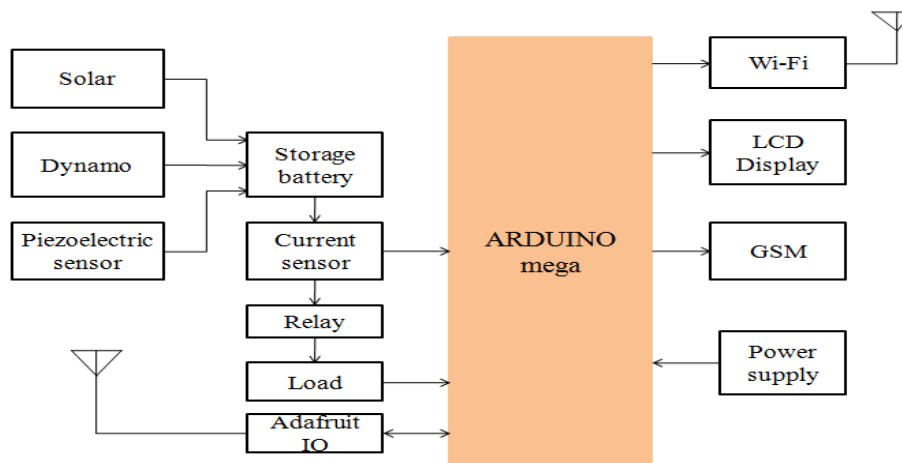 Solar
Dynamo
Piezoelectric
sensor
Storage
battery
Current
sensor
Relay
Load
Adafruit
IO
ARDUINO
mega
Wi-Fi
LCD
Display
GSM
Power
supply